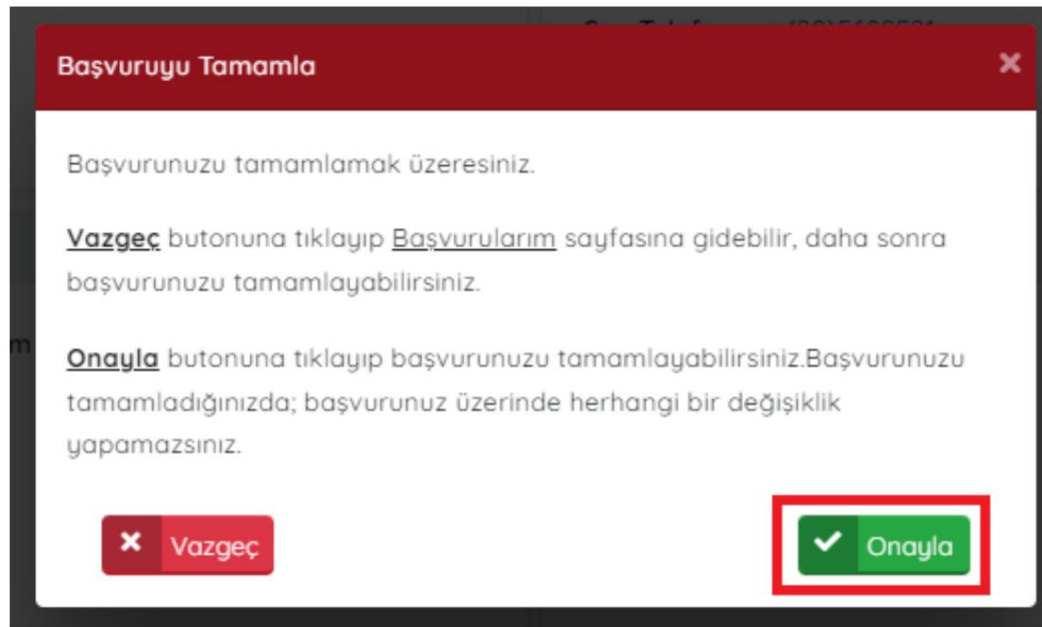 Başvuruyu Tamamla
Başvurunuzu tamamlamak üzeresiniz.
Vazgeç butonuna tıklayıp Başvurularım sayfasına gidebilir, daha sonra
başvurunuzu tamamlayabilirsiniz.
Onayla butonuna tıklayıp başvurunuzu tamamlayabilirsiniz.Başvurunuzu
tamamladığınızda; başvurunuz üzerinde herhangi bir değişiklik
yapamazsınız.
Vazgeç
Onayla